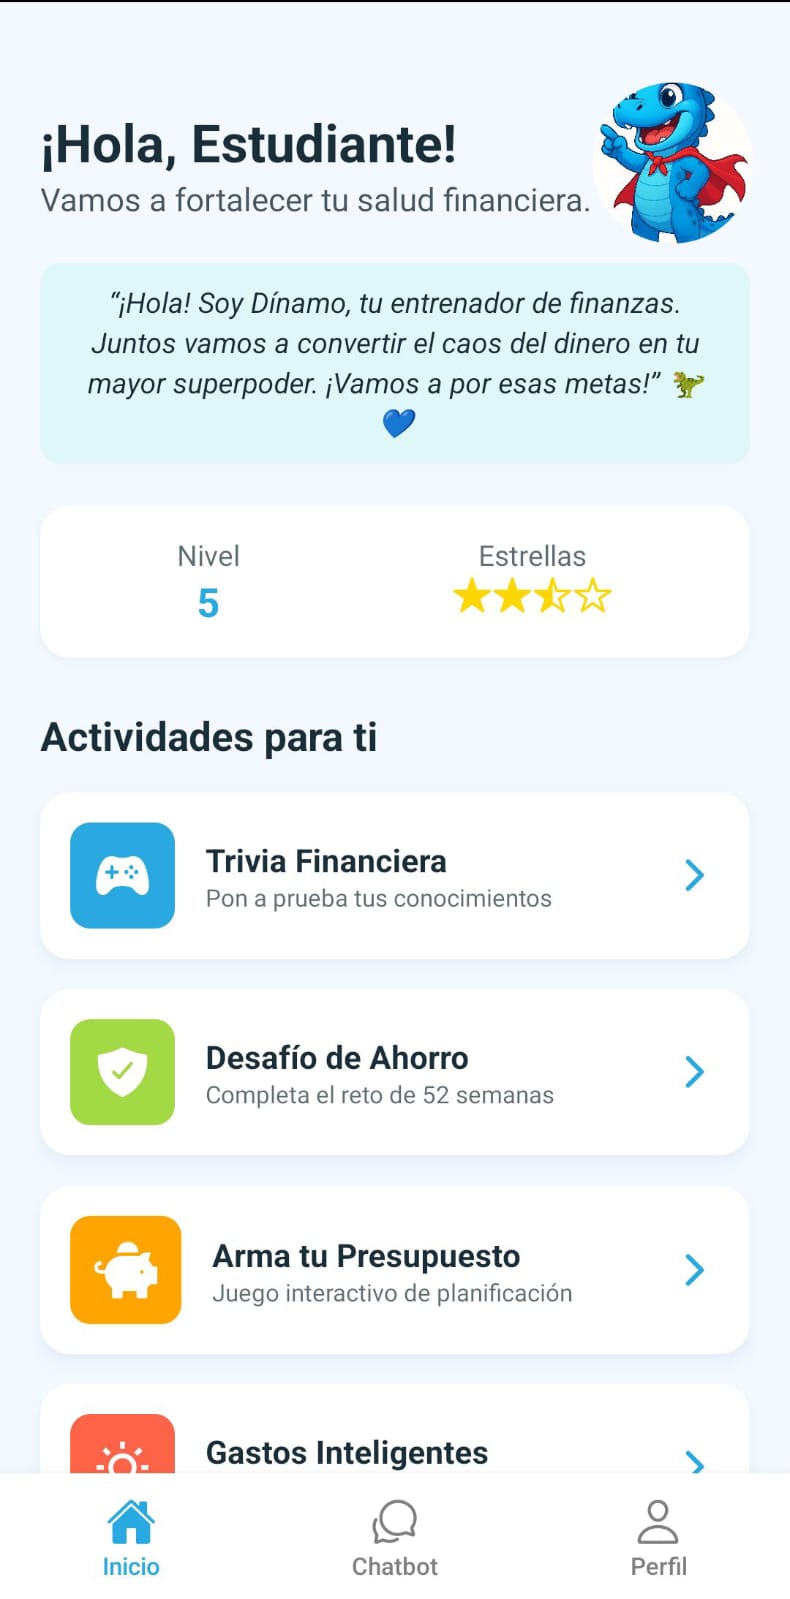 ¡Hola, Estudiante!
Vamos a fortalecer tu salud financiera.
“¡Hola! Soy Dínamo, tu entrenador de finanzas.
Juntos vamos a convertir el caos del dinero en tu
mayor superpoder. ¡Vamos a por esas metas!” 🦖
💙
Nivel
5
Estrellas
Actividades para ti
Trivia Financiera
Pon a prueba tus conocimientos
Desafío de Ahorro
Completa el reto de 52 semanas
Arma tu Presupuesto
Juego interactivo de planificación
Gastos Inteligentes
Inicio
Chatbot
Perfil